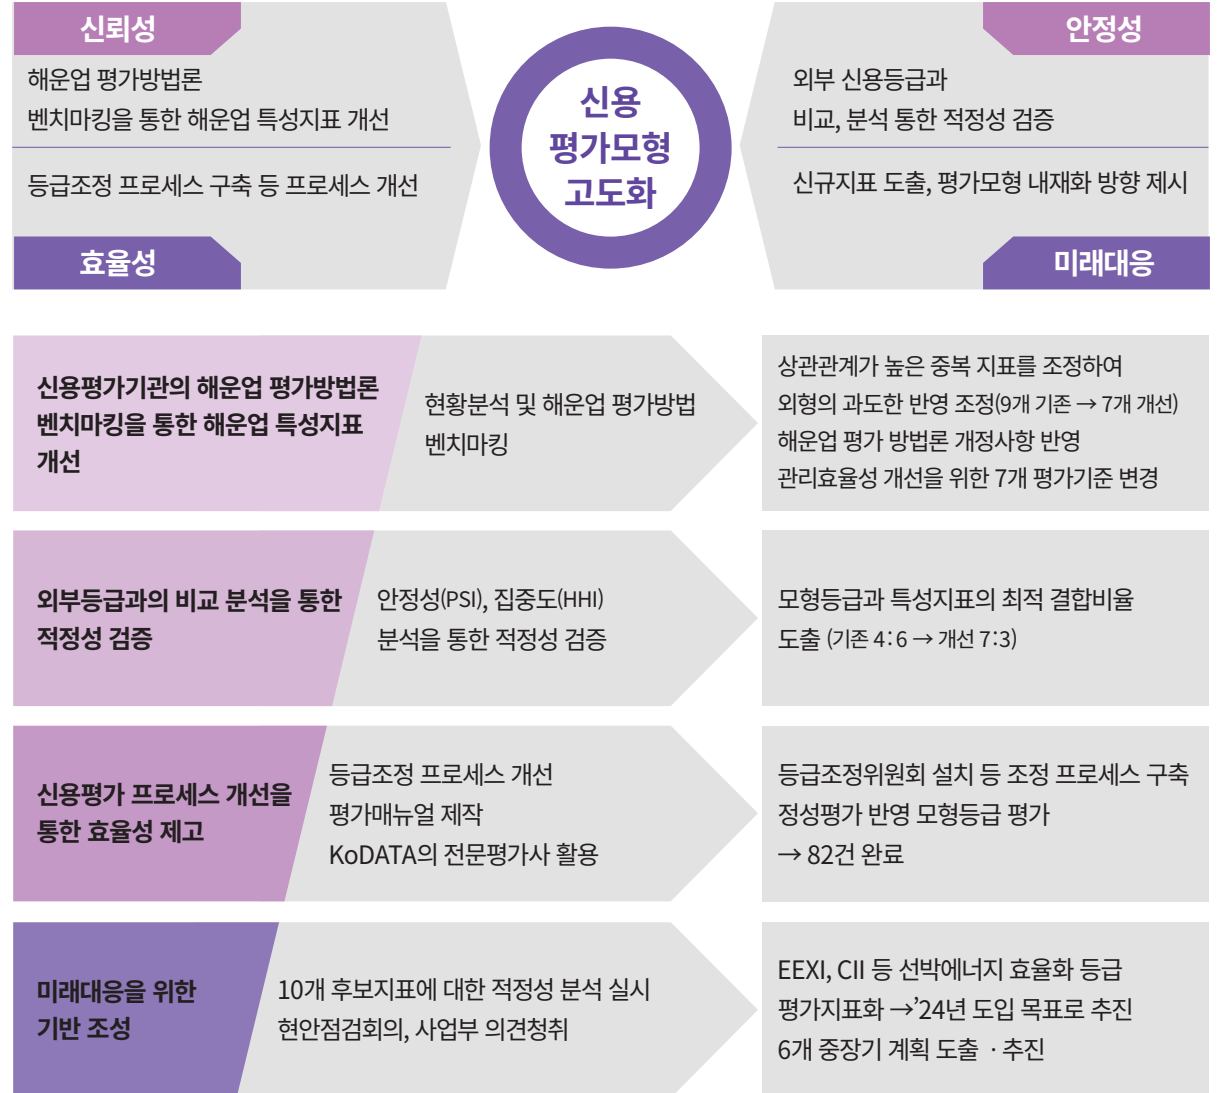 신뢰성
해운업 평가방법론
벤치마킹을 통한 해운업 특성지표 개선
등급조정 프로세스 구축 등 프로세스 개선
효율성
신용
평가모형
고도화
안정성
외부 신용등급과
비교, 분석 통한 적정성 검증
신규지표 도출, 평가모형 내재화 방향 제시
미래대응
신용평가기관의 해운업 평가방법론
벤치마킹을 통한 해운업 특성지표
개선
현황분석 및 해운업 평가방법
벤치마킹
상관관계가 높은 중복 지표를 조정하여
외형의 과도한 반영 조정(9개 기존 → 7개 개선)
해운업 평가 방법론 개정사항 반영
관리효율성 개선을 위한 7개 평가기준 변경
외부등급과의 비교 분석을 통한
적정성 검증
안정성(PSI), 집중도(HHI)
분석을 통한 적정성 검증
모형등급과 특성지표의 최적 결합비율
도출 (기존 4:6 → 개선 7:3)
신용평가 프로세스 개선을
통한 효율성 제고
등급조정 프로세스 개선
평가매뉴얼 제작
KoDATA의 전문평가사 활용
등급조정위원회 설치 등 조정 프로세스 구축
정성평가 반영 모형등급 평가
→ 82건 완료
미래대응을 위한
기반 조성
10개 후보지표에 대한 적정성 분석 실시
현안점검회의, 사업부 의견청취
EEXI, CII 등 선박에너지 효율화 등급
평가지표화 →’24년 도입 목표로 추진
6개 중장기 계획 도출 · 추진